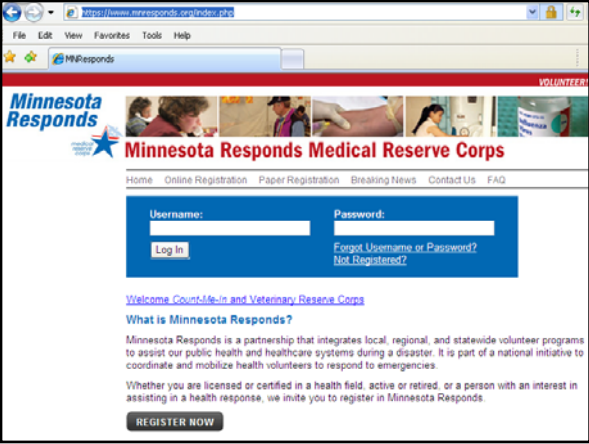 https://www.mnresponds.org/index.php
File Edit View Favorites Tools Help
MNResponds
VOLUNTEER!
Minnesota
Responds
medical
reserve
corps
Influenza
Virus
Minnesota Responds Medical Reserve Corps
Home Online Registration Paper Registration Breaking News Contact Us FAQ
Username: Password:
Log In
Forgot Username or Password?
Not Registered?
Welcome Count-Me-In and Veterinary Reserve Corps
What is Minnesota Responds?
Minnesota Responds is a partnership that integrates local, regional, and statewide volunteer programs
to assist our public health and healthcare systems during a disaster. It is part of a national initiative to
coordinate and mobilize health volunteers to respond to emergencies.
Whether you are licensed or certified in a health field, active or retired, or a person with an interest in
assisting in a health response, we invite you to register in Minnesota Responds.
REGISTER NOW